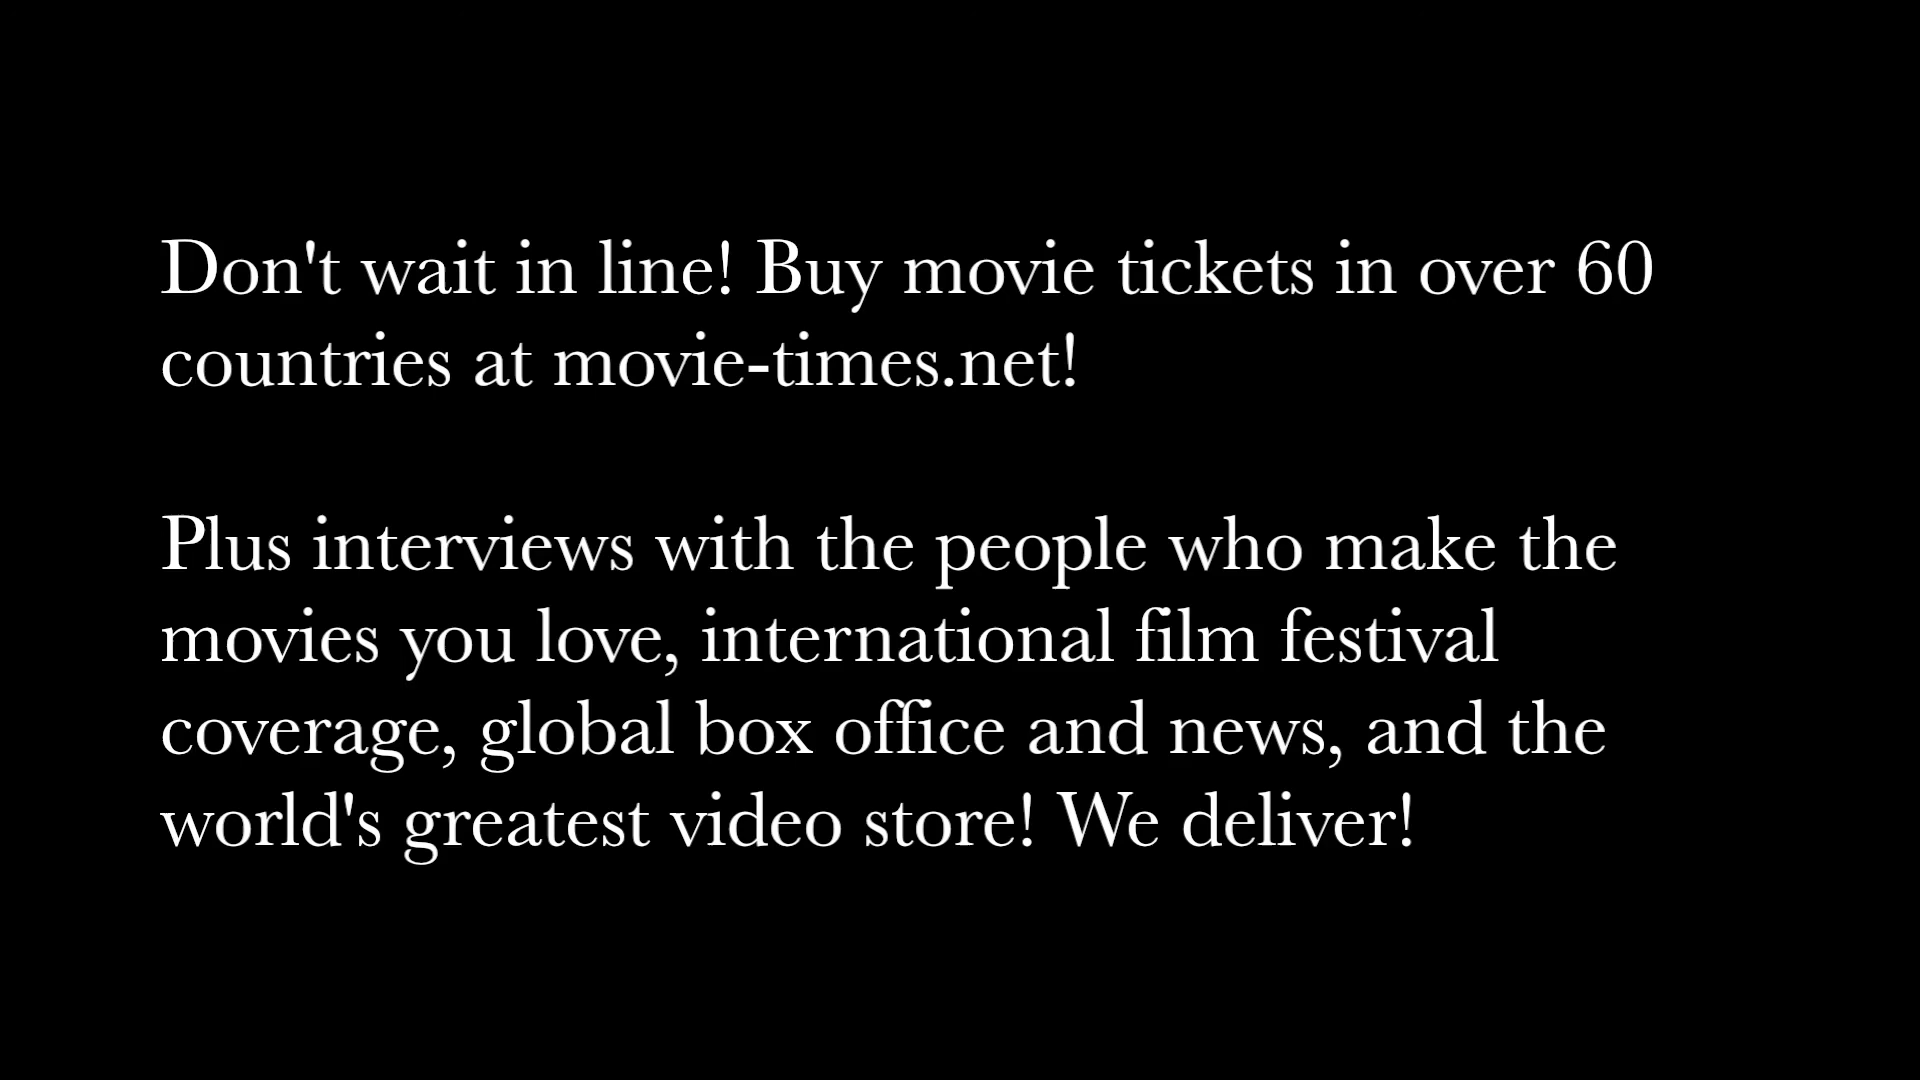 Don't wait in line! Buy movie tickets in over 60
countries at movie-times.net!
Plus interviews with the people who make the
movies you love, international film festival
coverage, global box office and news, and the
world's greatest video store! We deliver!